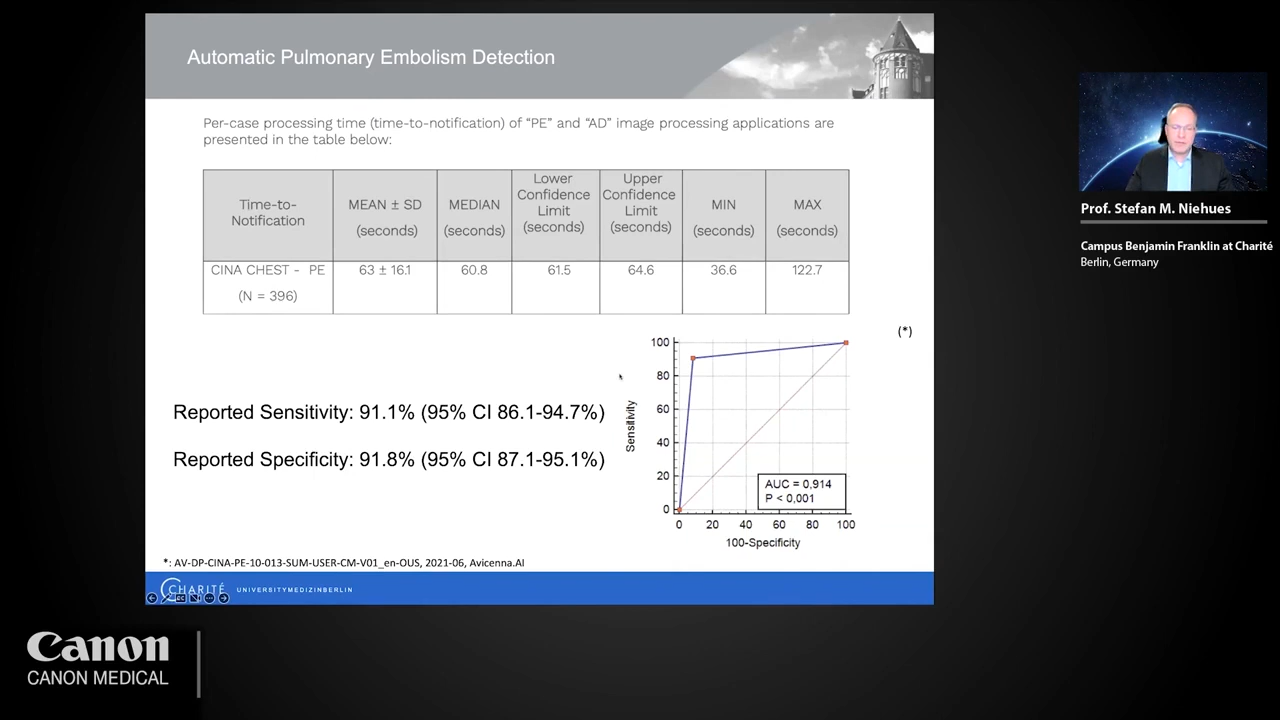 Automatic Pulmonary Embolism Detection
Per-case processing time (time-to-notification) of “PE” and “AD” image processing applications are
presented in the table below:
Time-to-
Notification
MEAN ± SD
(seconds)
MEDIAN
(seconds)
Lower
Confidence
Limit
(seconds)
Upper
Confidence
Limit
(seconds)
MIN
(seconds)
MAX
(seconds)
CINA CHEST - PE
(N = 396)
63 ± 16.1
60.8
61.5
64.6
36.6
122.7
(*)
Reported Sensitivity: 91.1% (95% CI 86.1-94.7%)
Reported Specificity: 91.8% (95% CI 87.1-95.1%)
Sensitivity
100
80
60
40
20
0
AUC = 0,914
P < 0,001
0 20 40 60 80 100
100-Specificity
*: AV-DP-CINA-PE-10-013-SUM-USER-CM-V01_en-OUS, 2021-06, Avicenna.AI
CHARITÉ UNIVERSITYMEDIZINBERLIN
Prof. Stefan M. Niehues
Campus Benjamin Franklin at Charité
Berlin, Germany
Canon
CANON MEDICAL